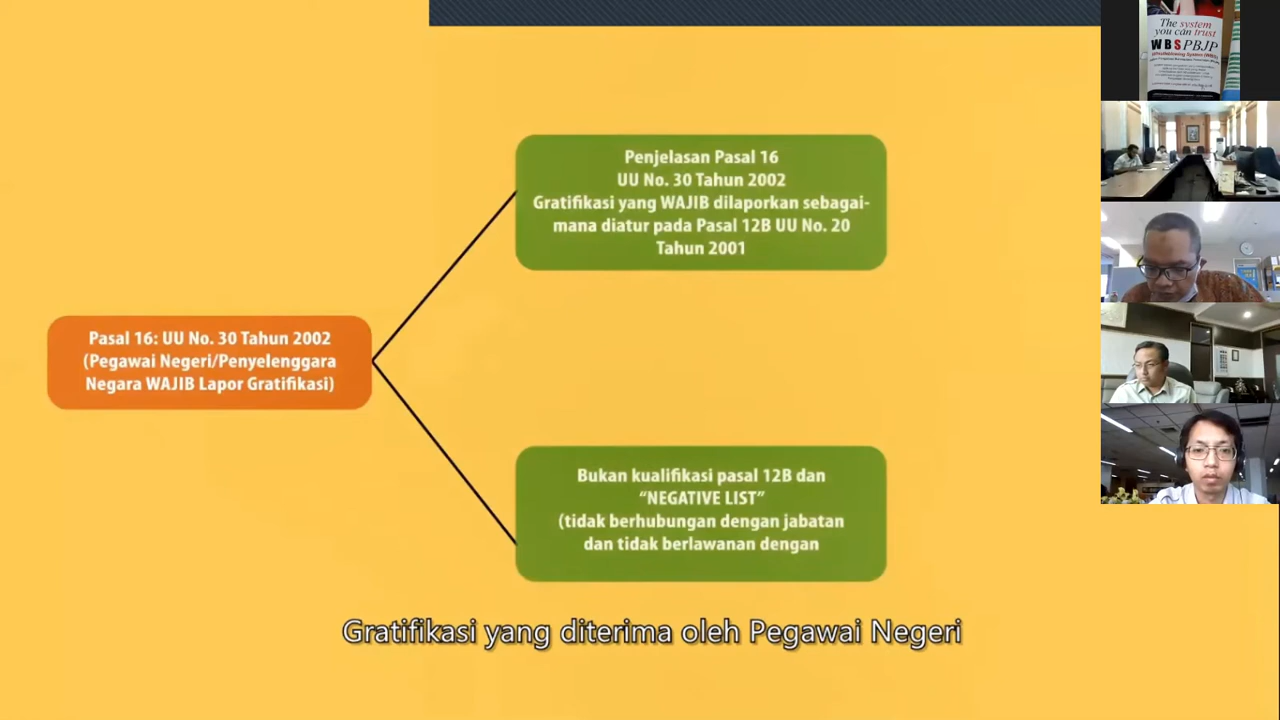 Pasal 16: UU No. 30 Tahun 2002
(Pegawai Negeri/Penyelenggara
Negara WAJIB Lapor Gratifikasi)
Penjelasan Pasal 16
UU No. 30 Tahun 2002
Gratifikasi yang WAJIB dilaporkan sebagai-
mana diatur pada Pasal 12B UU No. 20
Tahun 2001
Bukan kualifikasi pasal 12B dan
“NEGATIVE LIST”
(tidak berhubungan dengan jabatan
dan tidak berlawanan dengan
Gratifikasi yang diterima oleh Pegawai Negeri
The system
you can trust
WBSPBJP